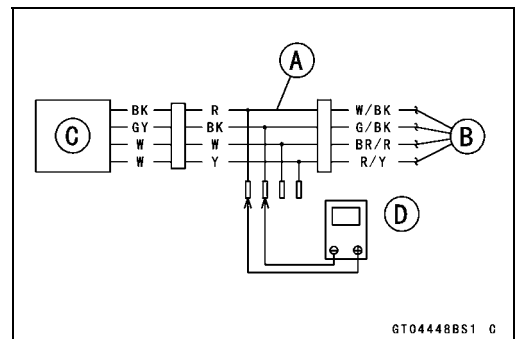 A
BK R W/BK
GY BK G/BK
W W BR/R
W Y R/Y
C
B
D
GT04448BS1 C